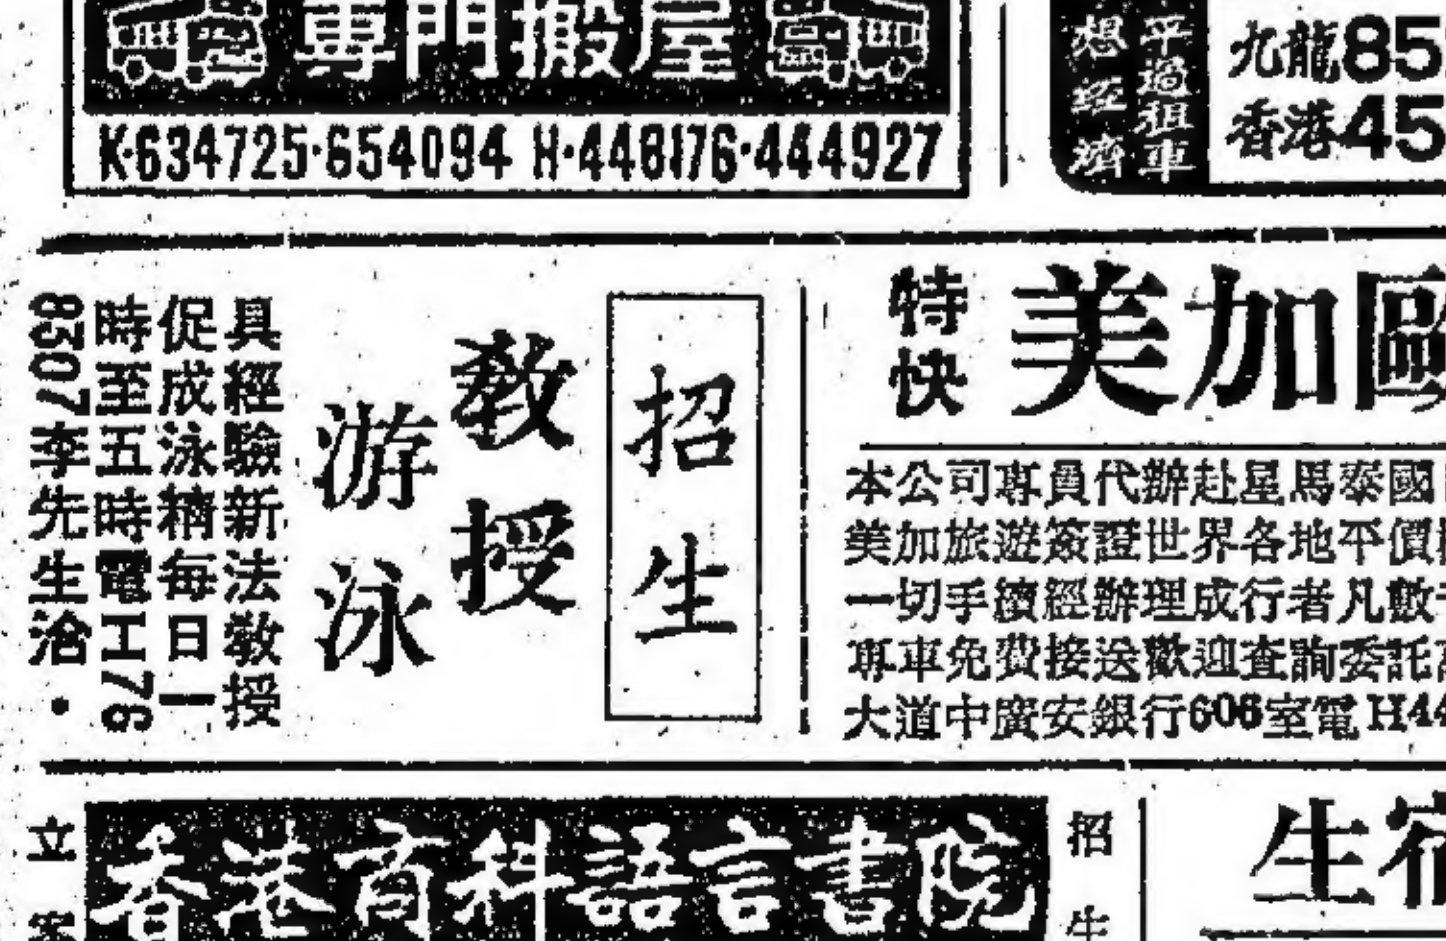 專門搬屋
K·634725·654094 H·448176·444927
平過租車
想經濟
九龍85
香港45
招生
教授
游泳
具經驗新法教授
促成泳精每日一
時至五時電工76
8307李先生洽·
特快
美加歐
本公司專員代辦赴星馬泰國
美加旅遊簽證世界各地平價
一切手續經辦理成行者凡數
專車免費接送歡迎查詢委託
大道中廣安銀行606室電H44
立案
香港商科語言書院
招生
生